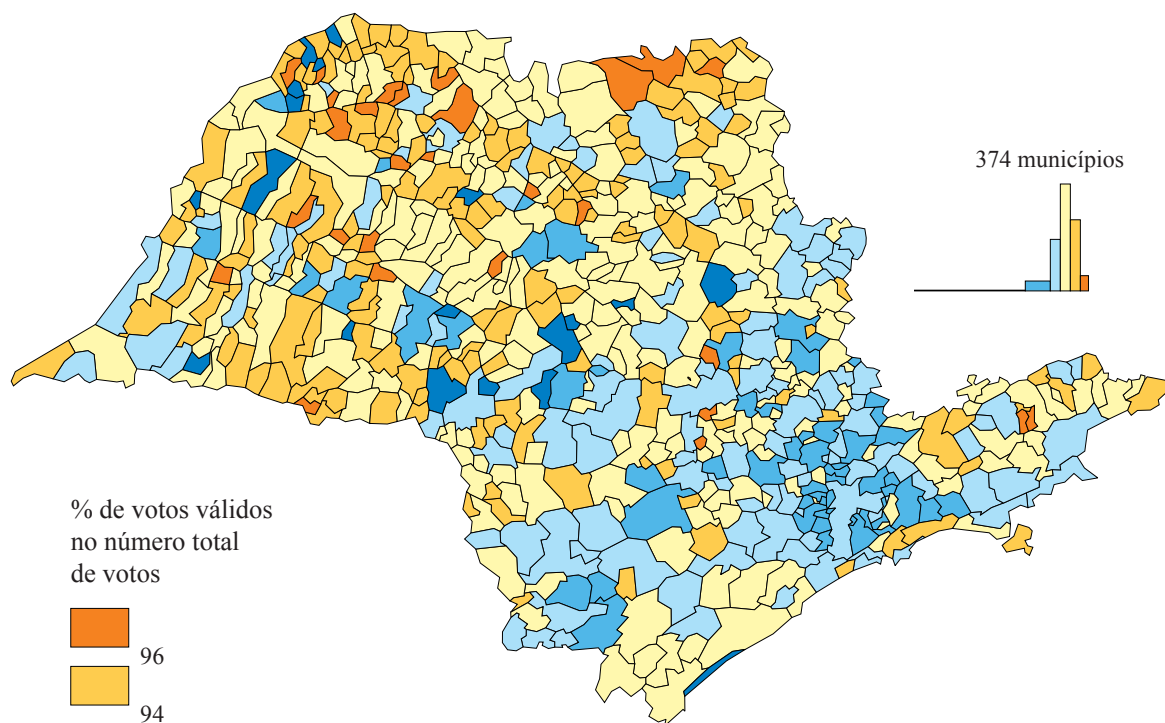 374 municípios
% de votos válidos
no número total
de votos
96
94